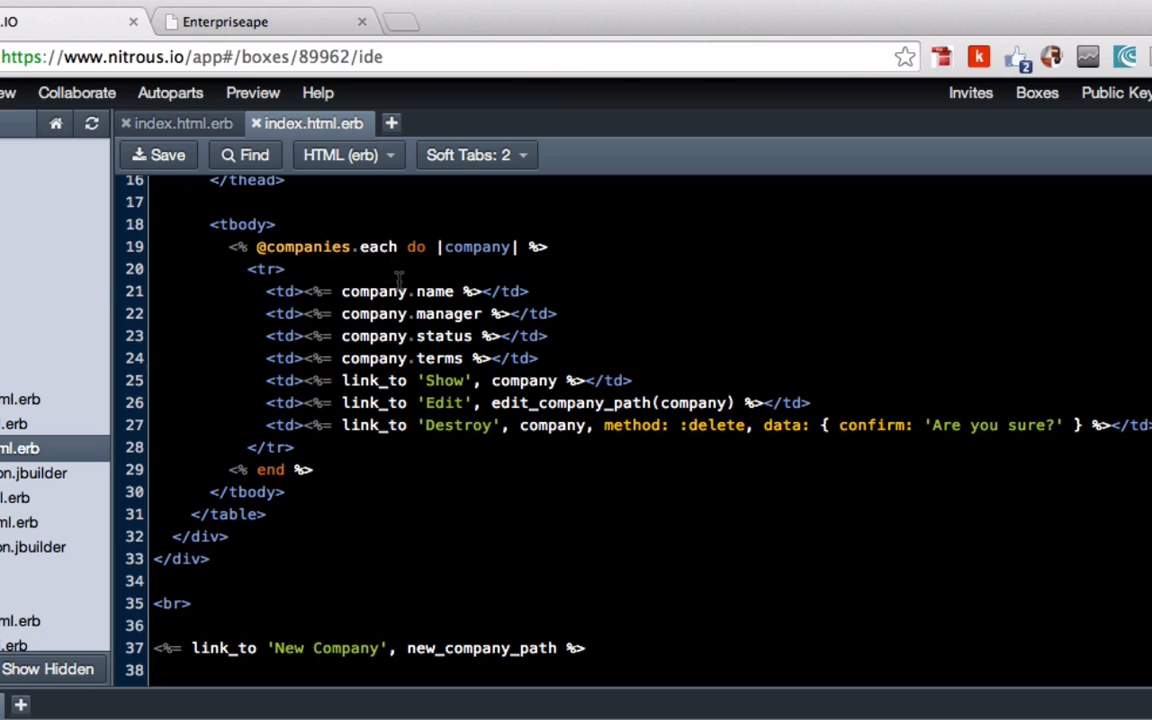 .IO
Enterpriseape
https://www.nitrous.io/app#/boxes/89962/ide
k
2
ew Collaborate Autoparts Preview Help Invites Boxes Public Key
index.html.erb index.html.erb
Save Find HTML (erb) Soft Tabs: 2
16 </thead>
17
18 <tbody>
19 <% @companies.each do |company| %>
20 <tr>
21 <td><%= company.name %></td>
22 <td><%= company.manager %></td>
23 <td><%= company.status %></td>
24 <td><%= company.terms %></td>
25 <td><%= link_to 'Show', company %></td>
26 <td><%= link_to 'Edit', edit_company_path(company) %></td>
27 <td><%= link_to 'Destroy', company, method: :delete, data: { confirm: 'Are you sure?' } %></td>
28 </tr>
29 <% end %>
30 </tbody>
31 </table>
32 </div>
33 </div>
34
35 <br>
36
37 <%= link_to 'New Company', new_company_path %>
38
ml.erb
l.erb
ml.erb
on.jbuilder
l.erb
ml.erb
on.jbuilder
ml.erb
l.erb
Show Hidden